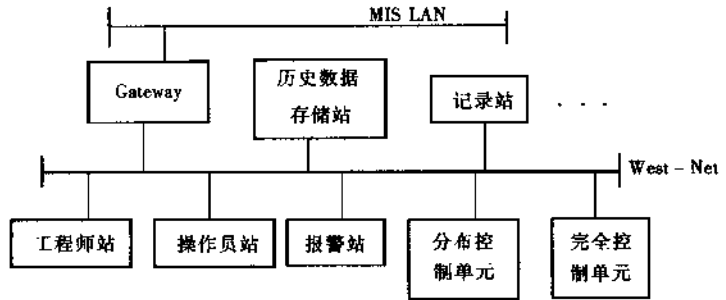 MIS LAN
Gateway
历史数据
存储站
记录站
. . .
West - Net
工程师站
操作员站
报警站
分布控
制单元
完全控
制单元